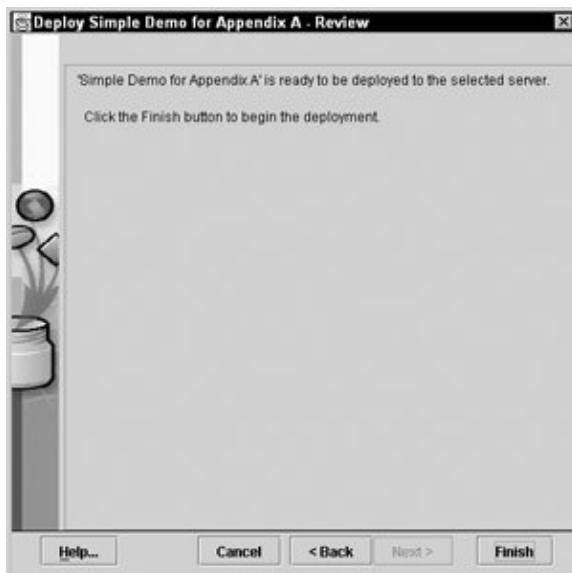 Deploy Simple Demo for Appendix A - Review
'Simple Demo for Appendix A' is ready to be deployed to the selected server.
Click the Finish button to begin the deployment.
Help... Cancel < Back Next > Finish